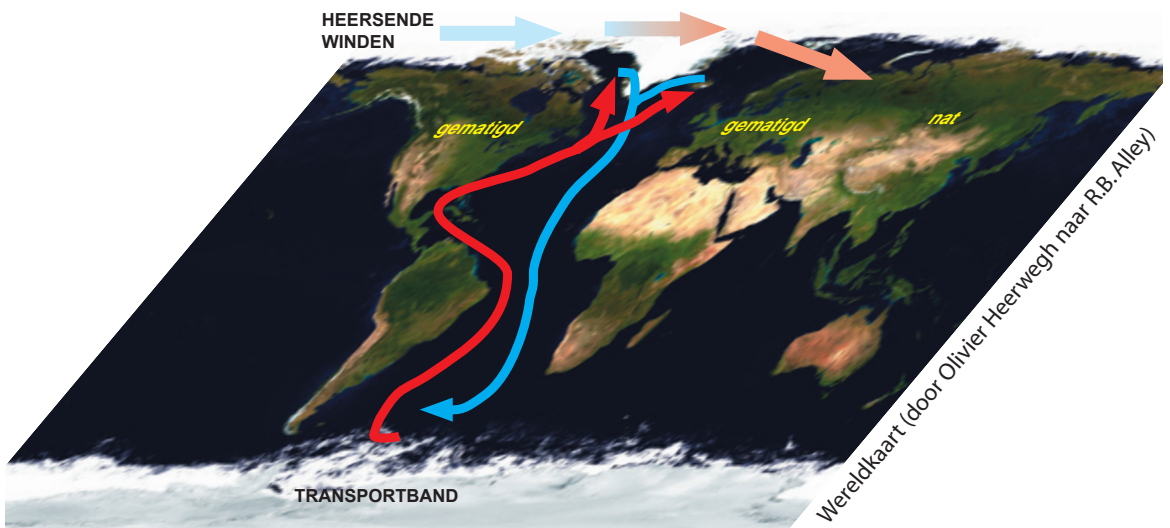 HEERSENDE
WINDEN
gematigd
gematigd
nat
TRANSPORTBAND
Wereldkaart (door Olivier Heerwegh naar R.B. Alley)